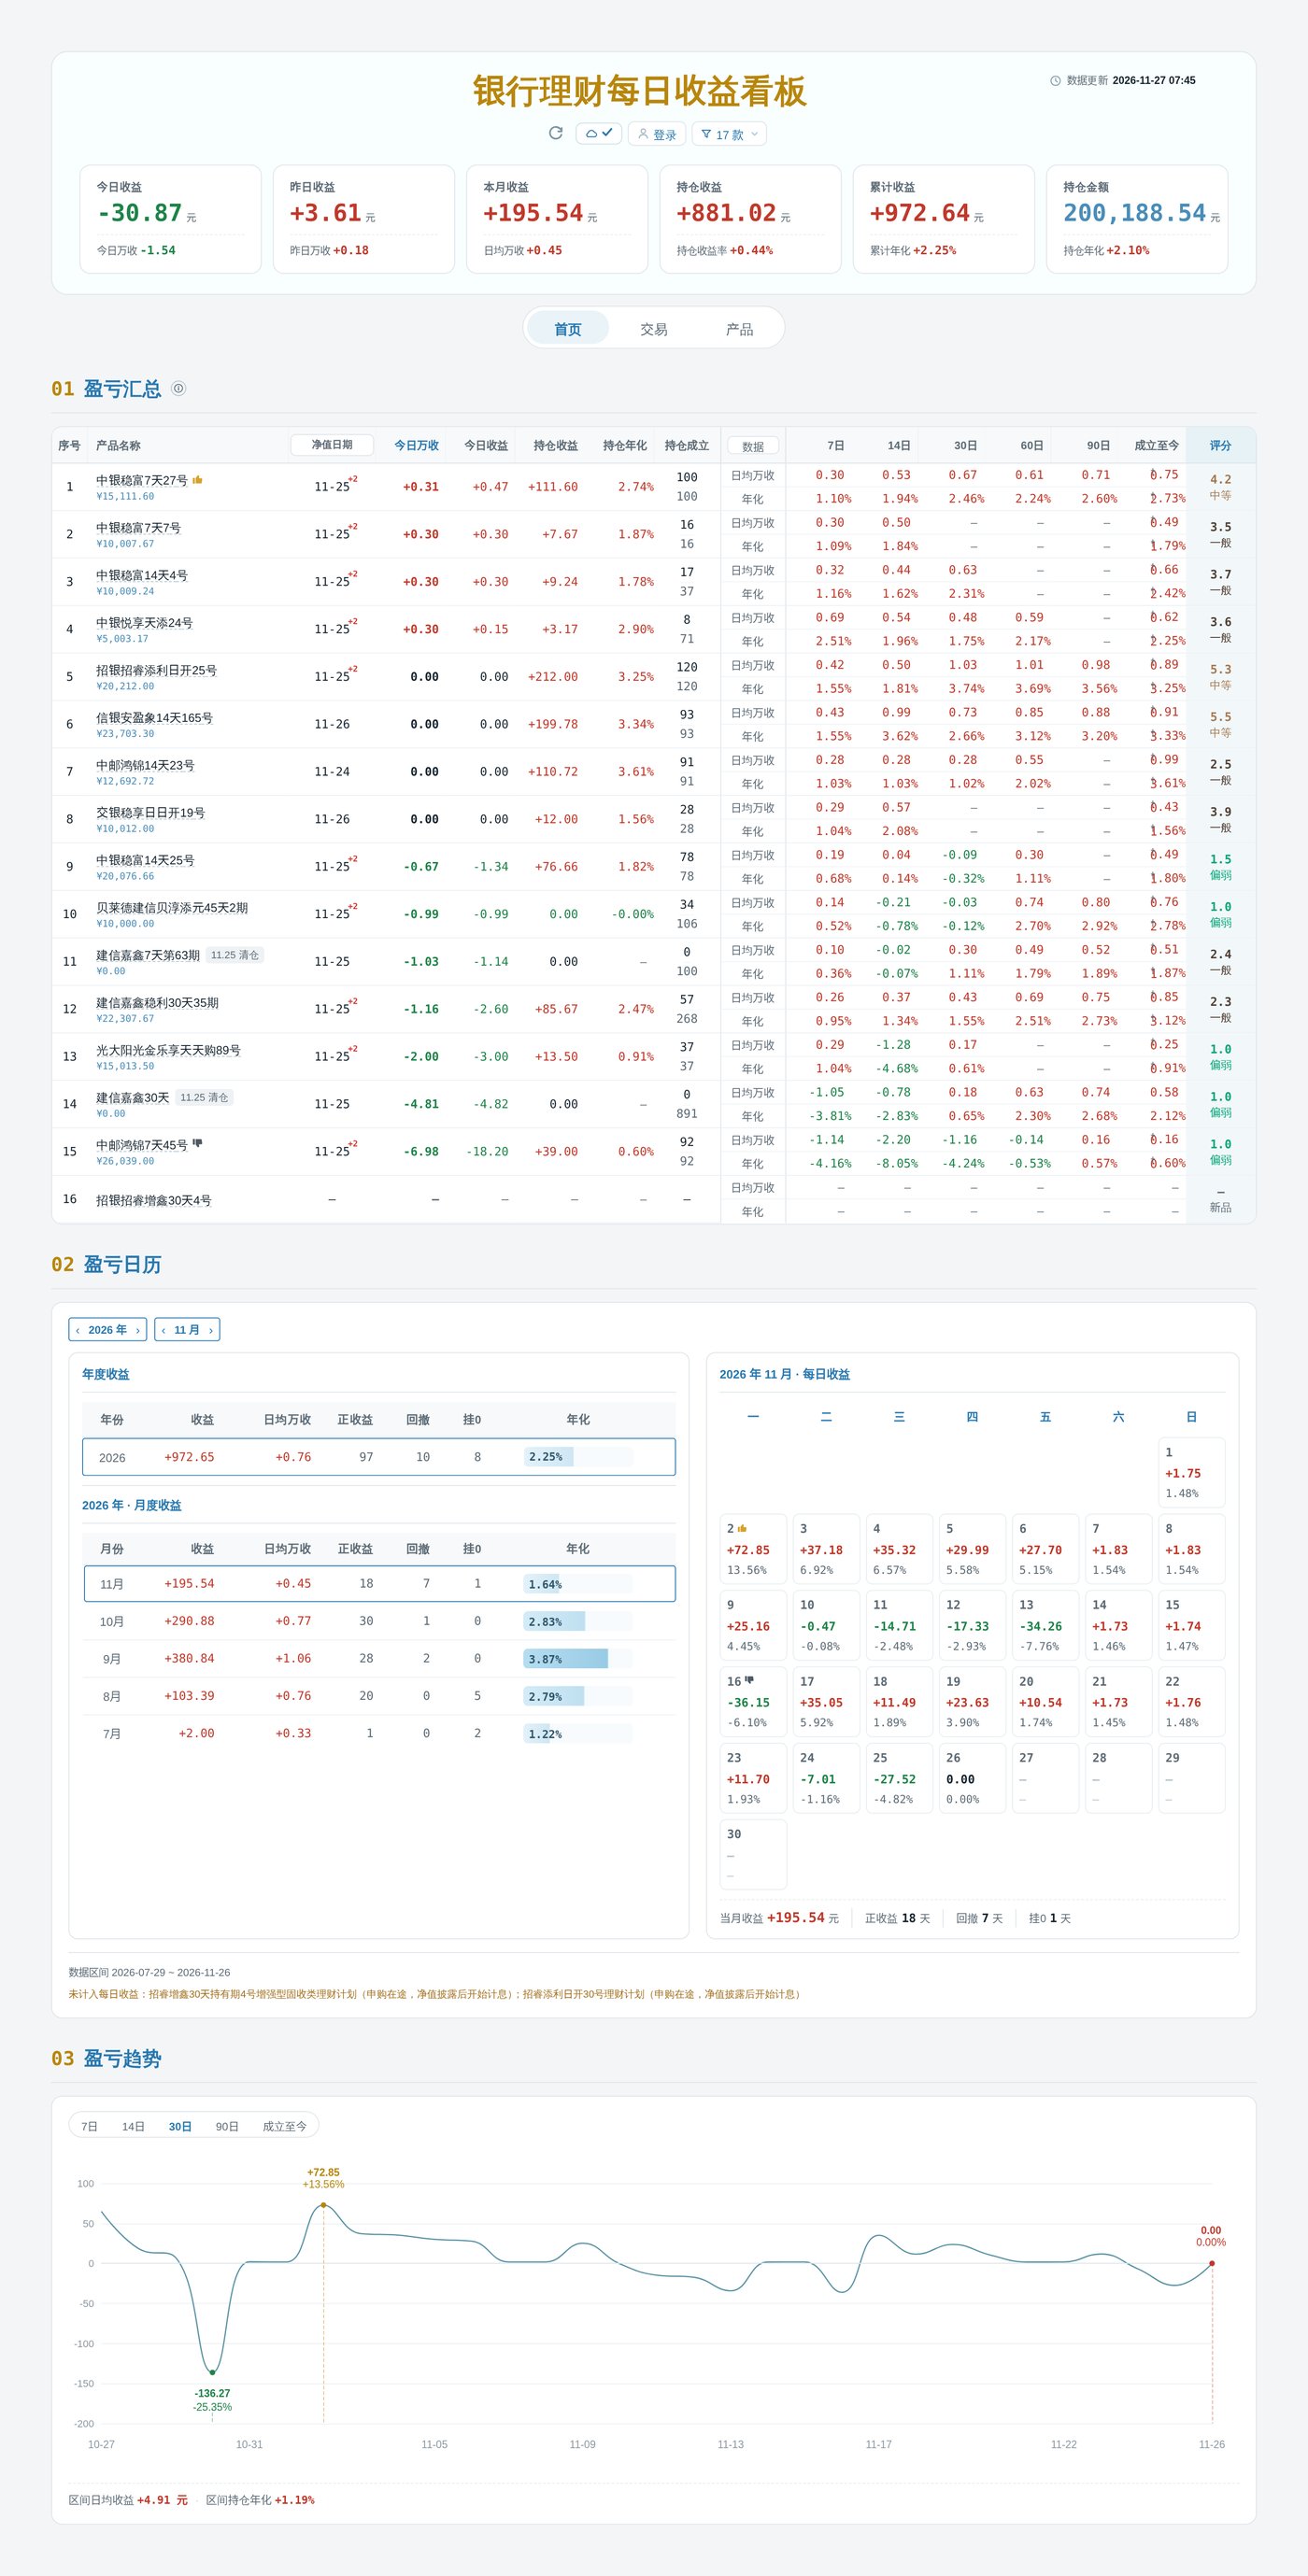 银行理财每日收益看板
数据更新 2026-11-27 07:45
登录 17 款
今日收益 昨日收益 本月收益 持仓收益 累计收益 持仓金额
-30.87 元 +3.61 元 +195.54 元 +881.02 元 +972.64 元 200,188.54 元
今日万收 -1.54 昨日万收 +0.18 日均万收 +0.45 持仓收益率 +0.44% 累计年化 +2.25% 持仓年化 +2.10%
首页 交易 产品
01 盈亏汇总
序号 产品名称 净值日期 今日万收 今日收益 持仓收益 持仓年化 持仓成立 数据 7日 14日 30日 60日 90日 成立至今 评分
1 中银稳富7天27号 ¥15,111.60 11-25+2 +0.31 +0.47 +111.60 2.74% 100 100 日均万收 0.30 0.53 0.67 0.61 0.71 0.75 4.2 中等
年化 1.10% 1.94% 2.46% 2.24% 2.60% 2.73%
2 中银稳富7天7号 ¥10,007.67 11-25+2 +0.30 +0.30 +7.67 1.87% 16 16 日均万收 0.30 0.50 – – – 0.49 3.5 一般
年化 1.09% 1.84% – – – 1.79%
3 中银稳富14天4号 ¥10,009.24 11-25+2 +0.30 +0.30 +9.24 1.78% 17 37 日均万收 0.32 0.44 0.63 – – 0.66 3.7 一般
年化 1.16% 1.62% 2.31% – – 2.42%
4 中银悦享天添24号 ¥5,003.17 11-25+2 +0.30 +0.15 +3.17 2.90% 8 71 日均万收 0.69 0.54 0.48 0.59 – 0.62 3.6 一般
年化 2.51% 1.96% 1.75% 2.17% – 2.25%
5 招银招睿添利日开25号 ¥20,212.00 11-25+2 0.00 0.00 +212.00 3.25% 120 120 日均万收 0.42 0.50 1.03 1.01 0.98 0.89 5.3 中等
年化 1.55% 1.81% 3.74% 3.69% 3.56% 3.25%
6 信银安盈象14天165号 ¥23,703.30 11-26 0.00 0.00 +199.78 3.34% 93 93 日均万收 0.43 0.99 0.73 0.85 0.88 0.91 5.5 中等
年化 1.55% 3.62% 2.66% 3.12% 3.20% 3.33%
7 中邮鸿锦14天23号 ¥12,692.72 11-24 0.00 0.00 +110.72 3.61% 91 91 日均万收 0.28 0.28 0.28 0.55 – 0.99 2.5 一般
年化 1.03% 1.03% 1.02% 2.02% – 3.61%
8 交银稳享日日开19号 ¥10,012.00 11-26 0.00 0.00 +12.00 1.56% 28 28 日均万收 0.29 0.57 – – – 0.43 3.9 一般
年化 1.04% 2.08% – – – 1.56%
9 中银稳富14天25号 ¥20,076.66 11-25+2 -0.67 -1.34 +76.66 1.82% 78 78 日均万收 0.19 0.04 -0.09 0.30 – 0.49 1.5 偏弱
年化 0.68% 0.14% -0.32% 1.11% – 1.80%
10 贝莱德建信贝淳添元45天2期 ¥10,000.00 11-25+2 -0.99 -0.99 0.00 -0.00% 34 106 日均万收 0.14 -0.21 -0.03 0.74 0.80 0.76 1.0 偏弱
年化 0.52% -0.78% -0.12% 2.70% 2.92% 2.78%
11 建信嘉鑫7天第63期 11.25 清仓 ¥0.00 11-25 -1.03 -1.14 0.00 – 0 100 日均万收 0.10 -0.02 0.30 0.49 0.52 0.51 2.4 一般
年化 0.36% -0.07% 1.11% 1.79% 1.89% 1.87%
12 建信嘉鑫稳利30天35期 ¥22,307.67 11-25+2 -1.16 -2.60 +85.67 2.47% 57 268 日均万收 0.26 0.37 0.43 0.69 0.75 0.85 2.3 一般
年化 0.95% 1.34% 1.55% 2.51% 2.73% 3.12%
13 光大阳光金乐享天天购89号 ¥15,013.50 11-25+2 -2.00 -3.00 +13.50 0.91% 37 37 日均万收 0.29 -1.28 0.17 – – 0.25 1.0 偏弱
年化 1.04% -4.68% 0.61% – – 0.91%
14 建信嘉鑫30天 11.25 清仓 ¥0.00 11-25 -4.81 -4.82 0.00 – 0 891 日均万收 -1.05 -0.78 0.18 0.63 0.74 0.58 1.0 偏弱
年化 -3.81% -2.83% 0.65% 2.30% 2.68% 2.12%
15 中邮鸿锦7天45号 ¥26,039.00 11-25+2 -6.98 -18.20 +39.00 0.60% 92 92 日均万收 -1.14 -2.20 -1.16 -0.14 0.16 0.16 1.0 偏弱
年化 -4.16% -8.05% -4.24% -0.53% 0.57% 0.60%
16 招银招睿增鑫30天4号 – – – – – – 日均万收 – – – – – – – 新品
年化 – – – – – –
02 盈亏日历
‹ 2026 年 › ‹ 11 月 ›
年度收益
年份 收益 日均万收 正收益 回撤 挂0 年化
2026 +972.65 +0.76 97 10 8 2.25%
2026 年 · 月度收益
月份 收益 日均万收 正收益 回撤 挂0 年化
11月 +195.54 +0.45 18 7 1 1.64%
10月 +290.88 +0.77 30 1 0 2.83%
9月 +380.84 +1.06 28 2 0 3.87%
8月 +103.39 +0.76 20 0 5 2.79%
7月 +2.00 +0.33 1 0 2 1.22%
2026 年 11 月 · 每日收益
一 二 三 四 五 六 日
1
+1.75
1.48%
2 3 4 5 6 7 8
+72.85 +37.18 +35.32 +29.99 +27.70 +1.83 +1.83
13.56% 6.92% 6.57% 5.58% 5.15% 1.54% 1.54%
9 10 11 12 13 14 15
+25.16 -0.47 -14.71 -17.33 -34.26 +1.73 +1.74
4.45% -0.08% -2.48% -2.93% -7.76% 1.46% 1.47%
16 17 18 19 20 21 22
-36.15 +35.05 +11.49 +23.63 +10.54 +1.73 +1.76
-6.10% 5.92% 1.89% 3.90% 1.74% 1.45% 1.48%
23 24 25 26 27 28 29
+11.70 -7.01 -27.52 0.00 – – –
1.93% -1.16% -4.82% 0.00% – – –
30
–
–
当月收益 +195.54 元 正收益 18 天 回撤 7 天 挂0 1 天
数据区间 2026-07-29 ~ 2026-11-26
未计入每日收益：招睿增鑫30天持有期4号增强型固收类理财计划（申购在途，净值披露后开始计息）；招睿添利日开30号理财计划（申购在途，净值披露后开始计息）
03 盈亏趋势
7日 14日 30日 90日 成立至今
+72.85
+13.56%
100
50
0.00
0.00%
0
-50
-100
-150
-136.27
-25.35%
-200
10-27 10-31 11-05 11-09 11-13 11-17 11-22 11-26
区间日均收益 +4.91 元 · 区间持仓年化 +1.19%